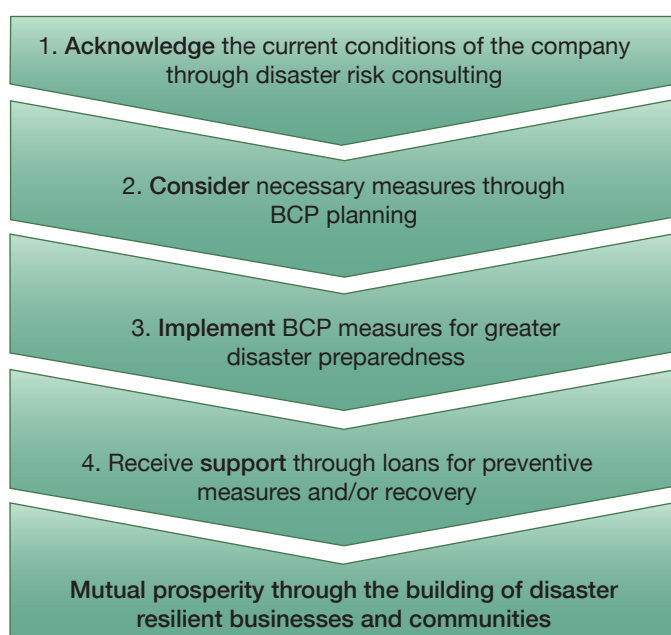 1. Acknowledge the current conditions of the company
through disaster risk consulting
2. Consider necessary measures through
BCP planning
3. Implement BCP measures for greater
disaster preparedness
4. Receive support through loans for preventive
measures and/or recovery
Mutual prosperity through the building of disaster
resilient businesses and communities